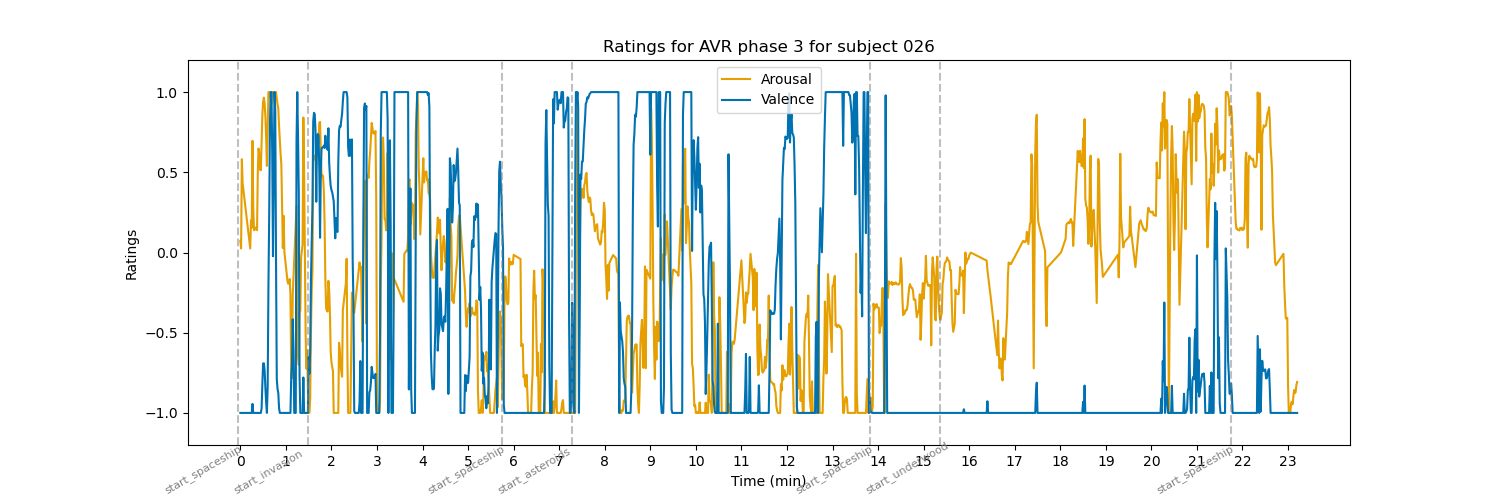 Ratings for AVR phase 3 for subject 026
Arousal
Valence
Ratings
1.0
0.5
0.0
−0.5
−1.0
0 1 2 3 4 5 6 7 8 9 10 11 12 13 14 15 16 17 18 19 20 21 22 23
Time (min)
start_spaceship
start_invasion
start_spaceship
start_asteroids
start_spaceship
start_underwood
start_spaceship